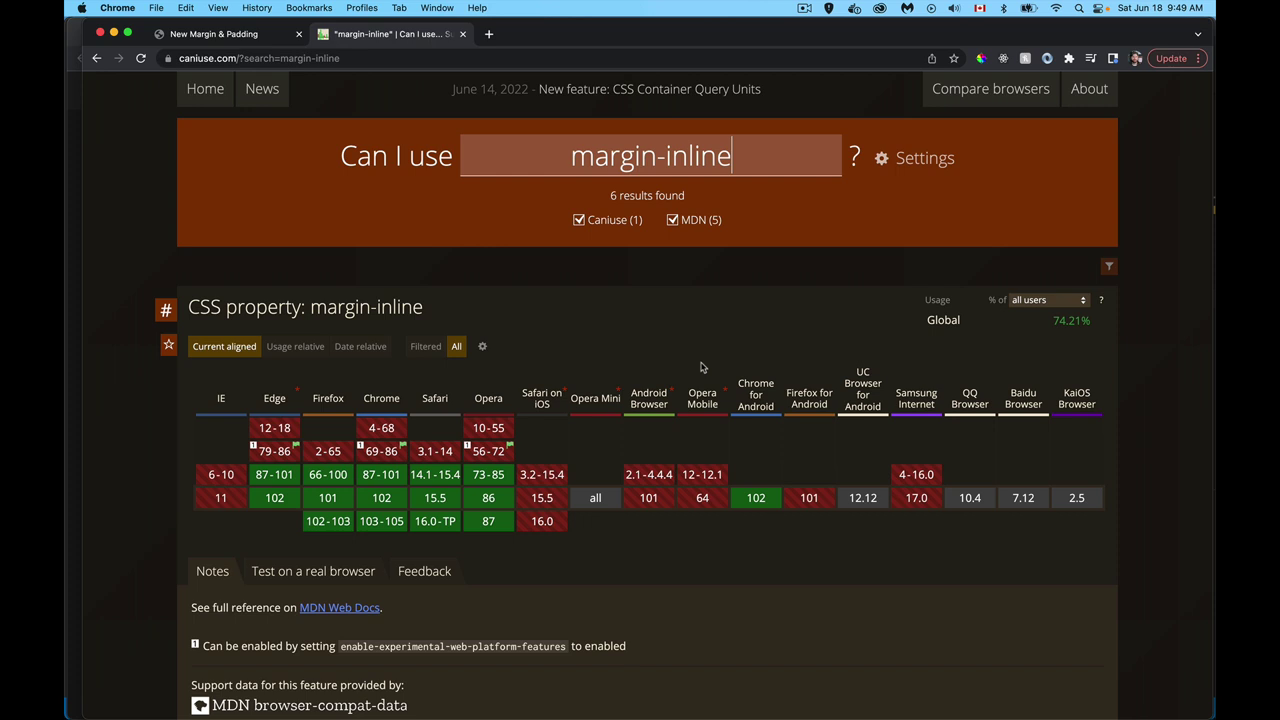 Chrome File Edit View History Bookmarks Profiles Tab Window Help Sat Jun 18 9:49 AM
New Margin & Padding
"margin-inline" | Can I use...
caniuse.com/?search=margin-inline
Update
Home News June 14, 2022 - New feature: CSS Container Query Units Compare browsers About
Can I use margin-inline ? Settings
6 results found
Caniuse (1) MDN (5)
# CSS property: margin-inline
Usage % of all users ?
Global 74.21%
Current aligned Usage relative Date relative Filtered All
IE Edge * Firefox Chrome Safari Opera Safari on iOS * Opera Mini * Android Browser * Opera Mobile * Chrome for Android Firefox for Android UC Browser for Android Samsung Internet QQ Browser Baidu Browser KaiOS Browser
12-18 4-68 10-55
1 79-86 2-65 1 69-86 3.1-14 1 56-72
6-10 87-101 66-100 87-101 14.1-15.4 73-85 3.2-15.4 2.1-4.4.4 12-12.1 4-16.0
11 102 101 102 15.5 86 15.5 all 101 64 102 101 12.12 17.0 10.4 7.12 2.5
102-103 103-105 16.0-TP 87 16.0
Notes Test on a real browser Feedback
See full reference on MDN Web Docs.
1 Can be enabled by setting enable-experimental-web-platform-features to enabled
Support data for this feature provided by:
MDN browser-compat-data